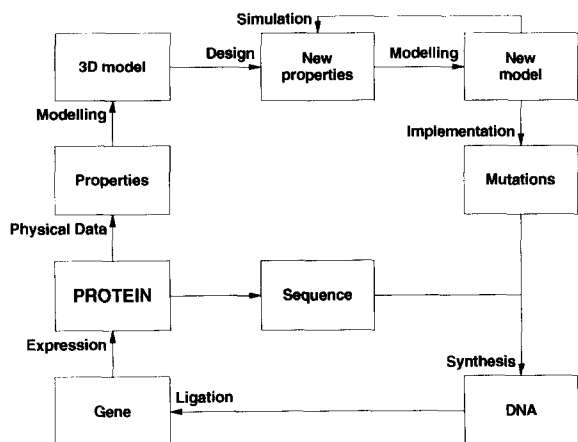 Simulation
3D model
Design
New
properties
Modelling
New
model
Modelling
Implementation
Properties
Mutations
Physical Data
PROTEIN
Sequence
Expression
Synthesis
Gene
Ligation
DNA